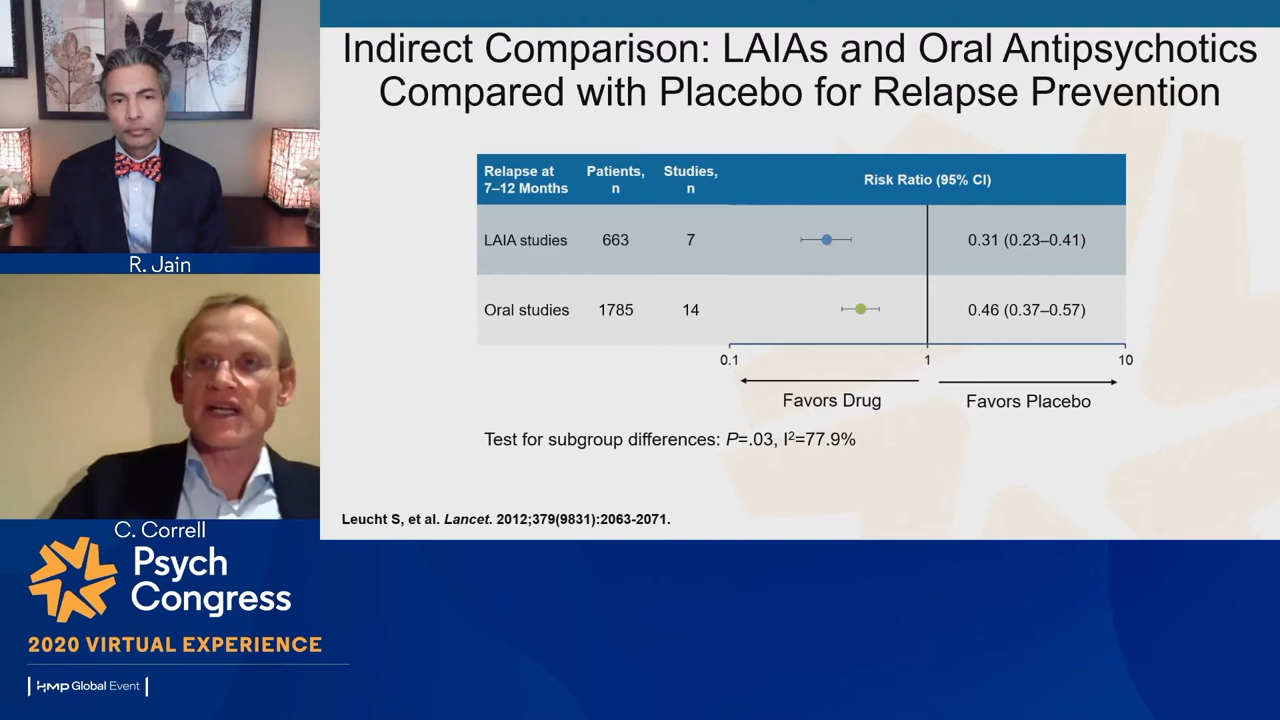 Indirect Comparison: LAIAs and Oral Antipsychotics
Compared with Placebo for Relapse Prevention
Relapse at
7–12 Months
Patients,
n
Studies,
n
Risk Ratio (95% CI)
LAIA studies 663 7 0.31 (0.23–0.41)
Oral studies 1785 14 0.46 (0.37–0.57)
0.1 1 10
Favors Drug Favors Placebo
Test for subgroup differences: P=.03, I²=77.9%
Leucht S, et al. Lancet. 2012;379(9831):2063-2071.
R. Jain
C. Correll
Psych
Congress
2020 VIRTUAL EXPERIENCE
HMP Global Event